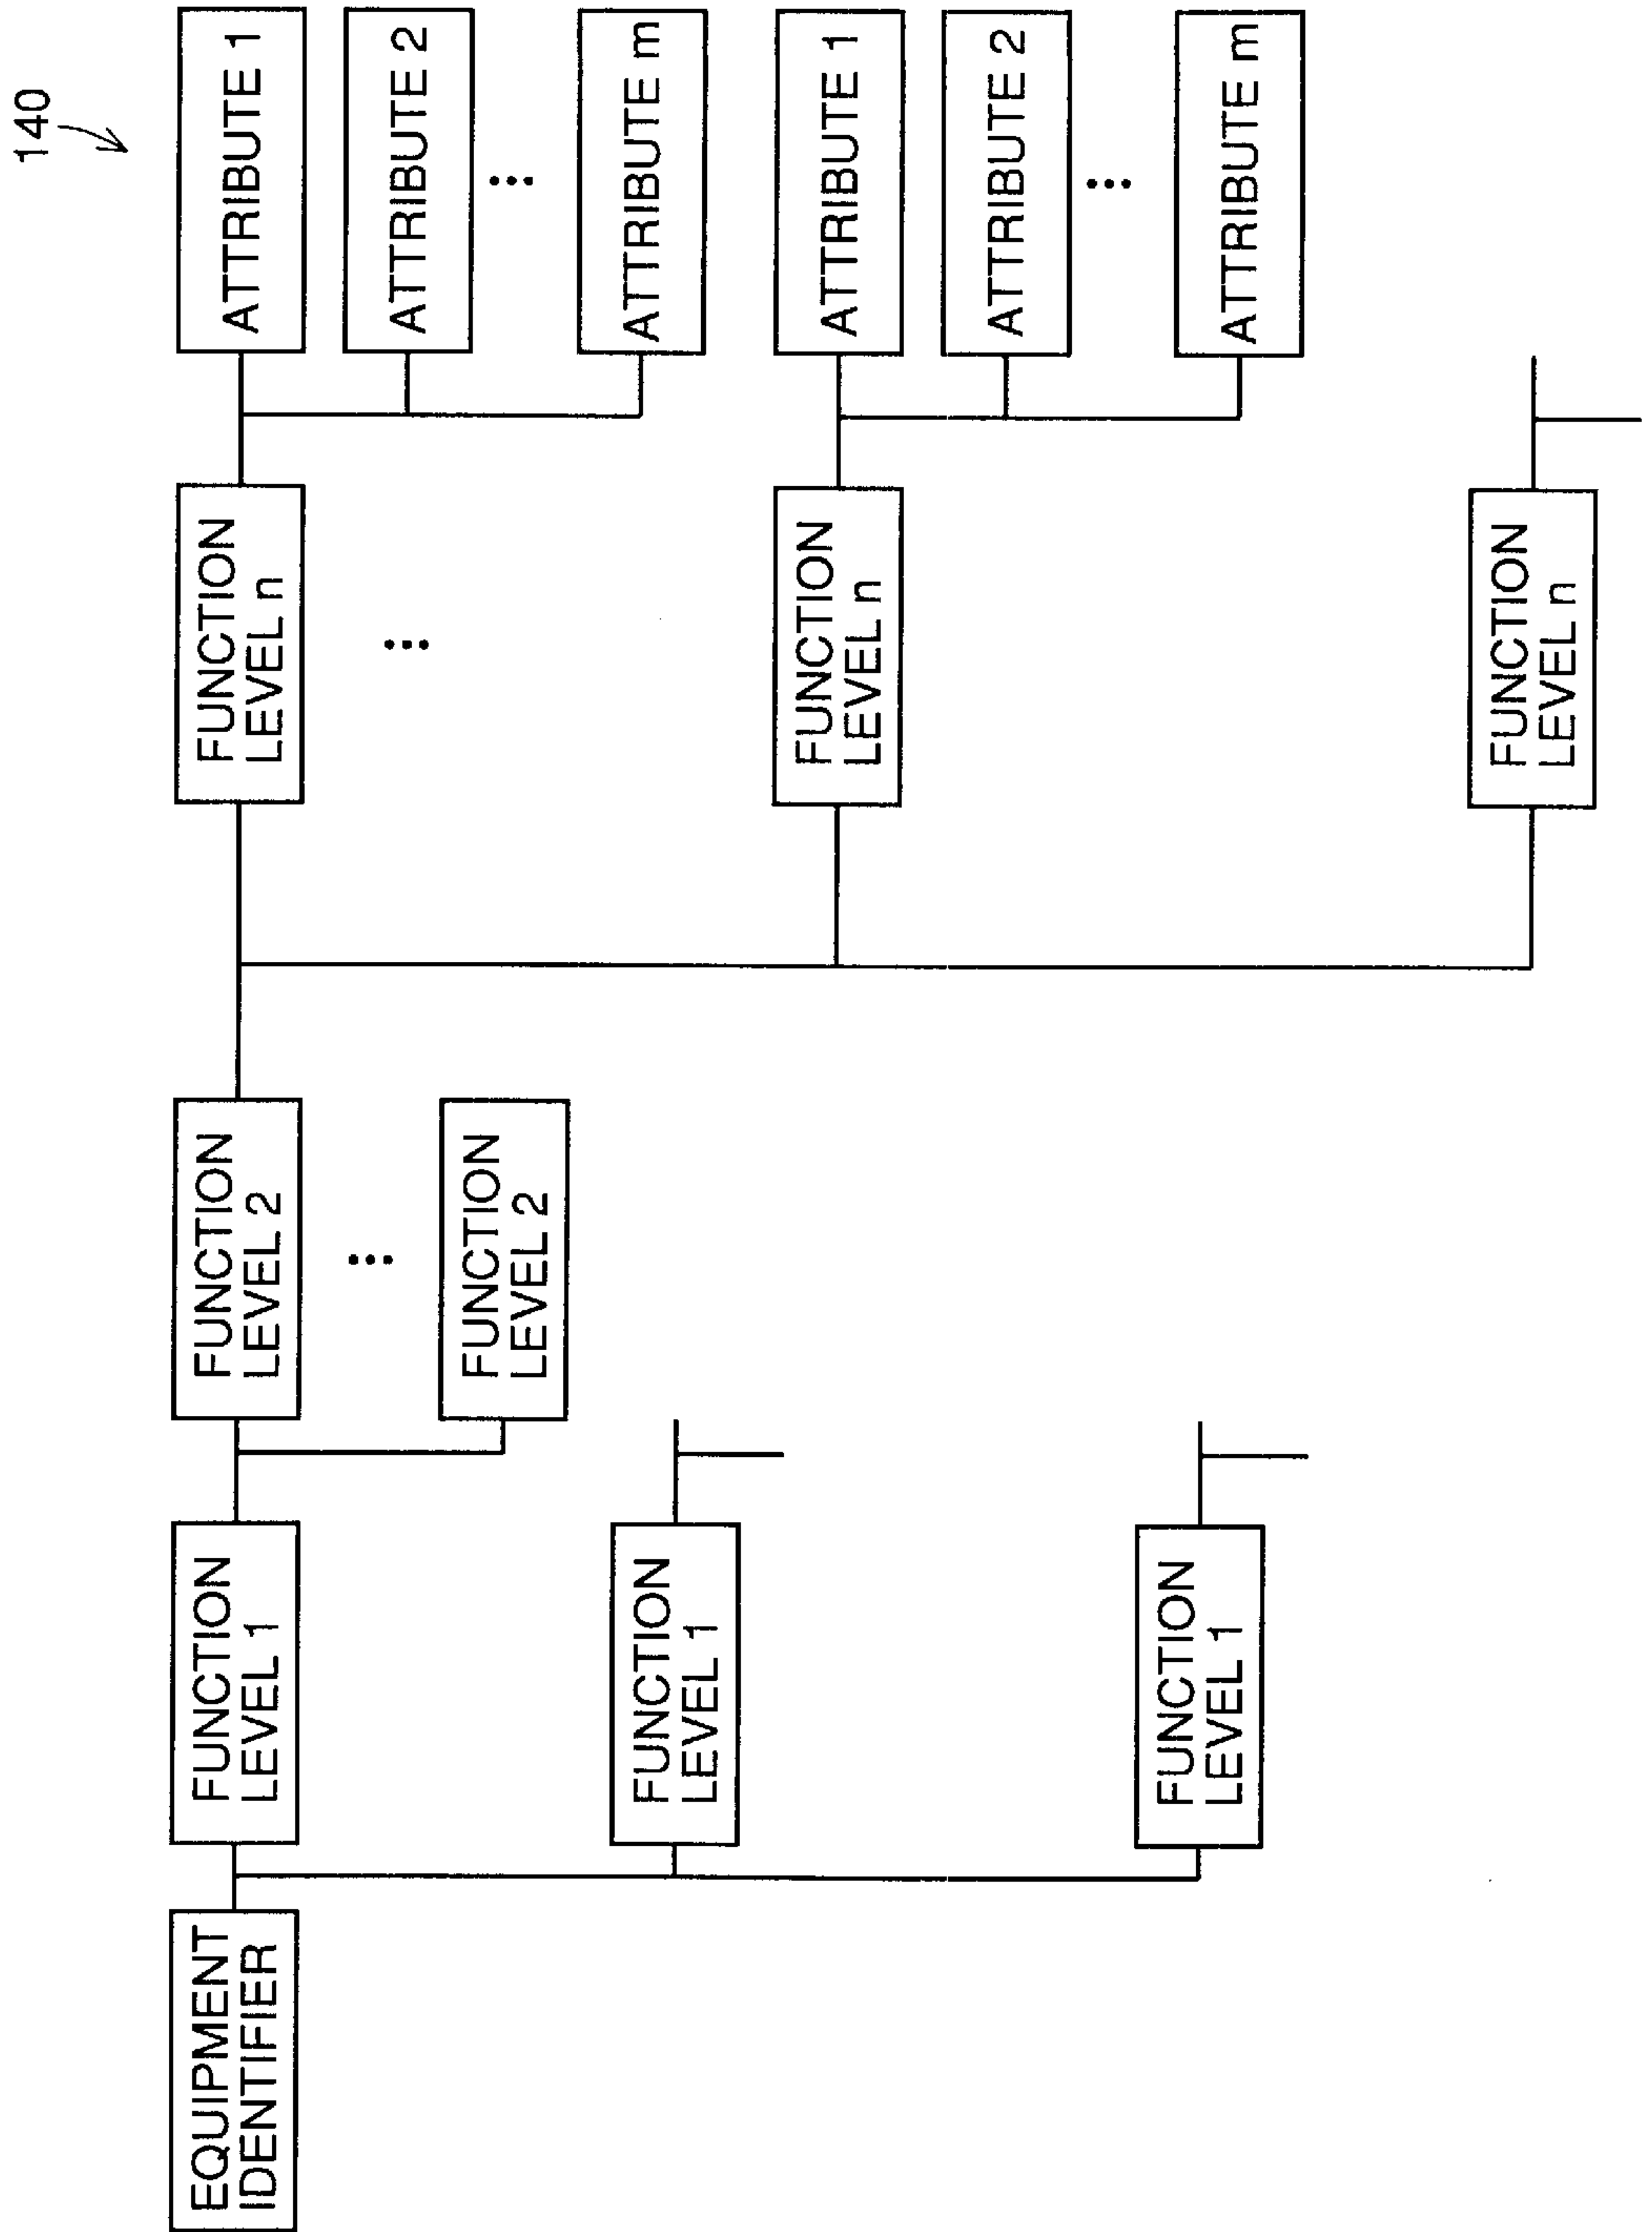 140
EQUIPMENT
IDENTIFIER
FUNCTION
LEVEL 1
FUNCTION
LEVEL 2
FUNCTION
LEVEL n
ATTRIBUTE 1
ATTRIBUTE 2
ATTRIBUTE m
FUNCTION
LEVEL 2
FUNCTION
LEVEL 1
FUNCTION
LEVEL n
ATTRIBUTE 1
ATTRIBUTE 2
ATTRIBUTE m
FUNCTION
LEVEL 1
FUNCTION
LEVEL n